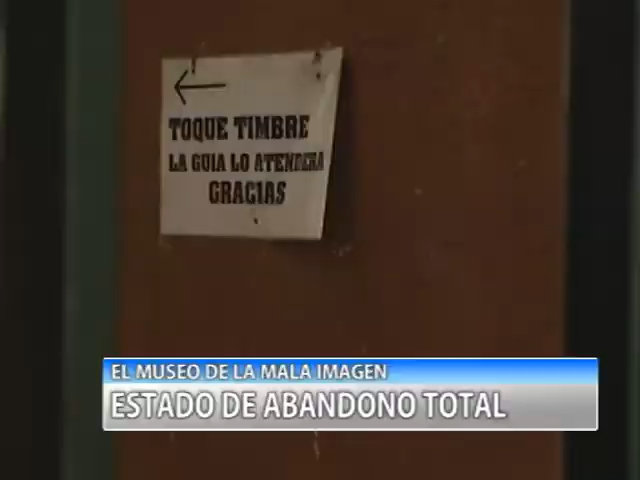 TOQUE TIMBRE
LA GUIA LO ATENDERA
GRACIAS
EL MUSEO DE LA MALA IMAGEN
ESTADO DE ABANDONO TOTAL